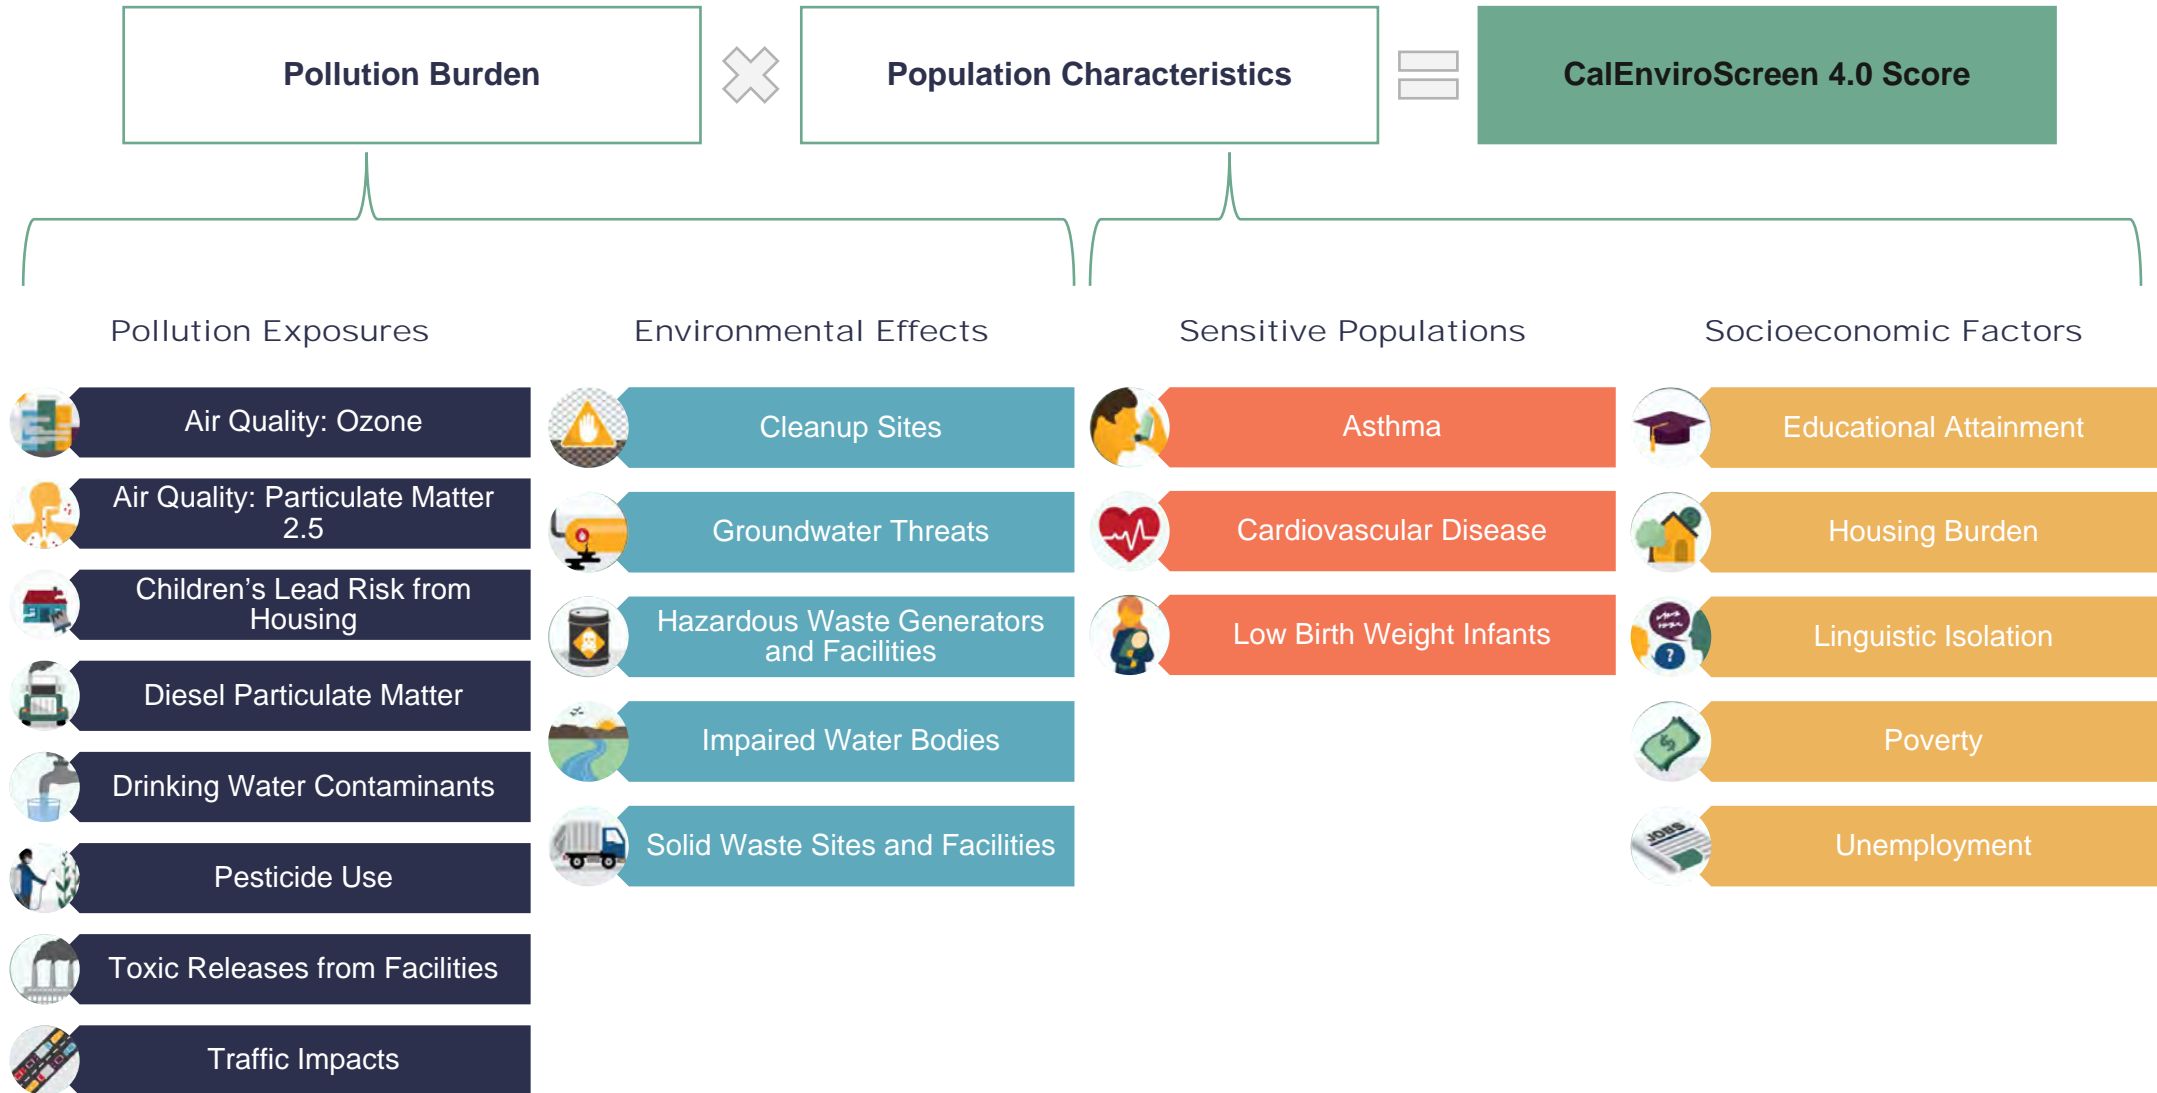 Pollution Burden
Population Characteristics
CalEnviroScreen 4.0 Score
Pollution Exposures
Air Quality: Ozone
Air Quality: Particulate Matter
2.5
Children’s Lead Risk from
Housing
Diesel Particulate Matter
Drinking Water Contaminants
Pesticide Use
Toxic Releases from Facilities
Traffic Impacts
Environmental Effects
Cleanup Sites
Groundwater Threats
Hazardous Waste Generators
and Facilities
Impaired Water Bodies
Solid Waste Sites and Facilities
Sensitive Populations
Asthma
Cardiovascular Disease
Low Birth Weight Infants
Socioeconomic Factors
Educational Attainment
Housing Burden
?
Linguistic Isolation
$
Poverty
JOBS
Unemployment